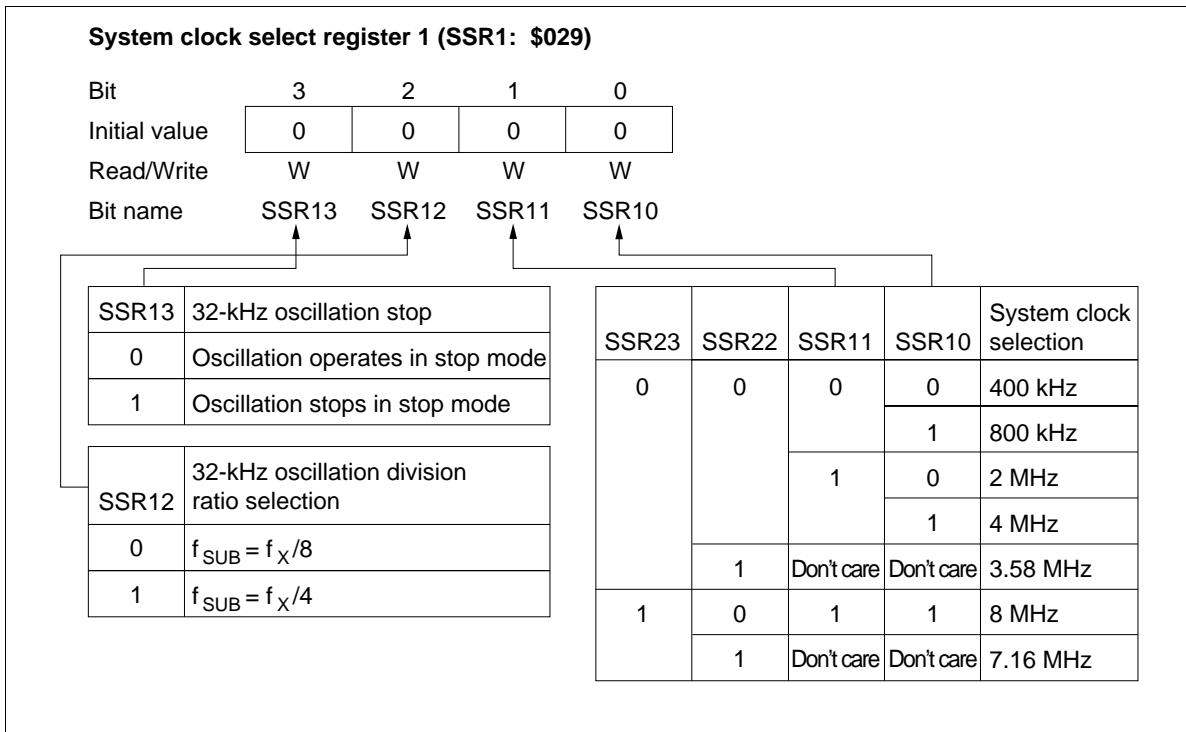 System clock select register 1 (SSR1: $029)
Bit 3 2 1 0
Initial value 0 0 0 0
Read/Write W W W W
Bit name SSR13 SSR12 SSR11 SSR10
SSR13 32-kHz oscillation stop
0 Oscillation operates in stop mode
1 Oscillation stops in stop mode
SSR12 32-kHz oscillation division
ratio selection
0 f SUB = f X /8
1 f SUB = f X /4
SSR23 SSR22 SSR11 SSR10 System clock
selection
0 0 0 0 400 kHz
1 800 kHz
1 0 2 MHz
1 4 MHz
1 Don't care Don't care 3.58 MHz
1 0 1 1 8 MHz
1 Don't care Don't care 7.16 MHz